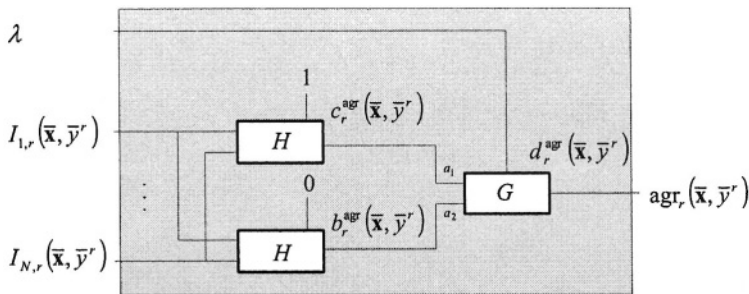 λ
1
c_r^agr(x̄, ȳ^r)
I_{1,r}(x̄, ȳ^r)
H
d_r^agr(x̄, ȳ^r)
a_1
G
agr_r(x̄, ȳ^r)
⋮
0
b_r^agr(x̄, ȳ^r)
a_2
H
I_{N,r}(x̄, ȳ^r)